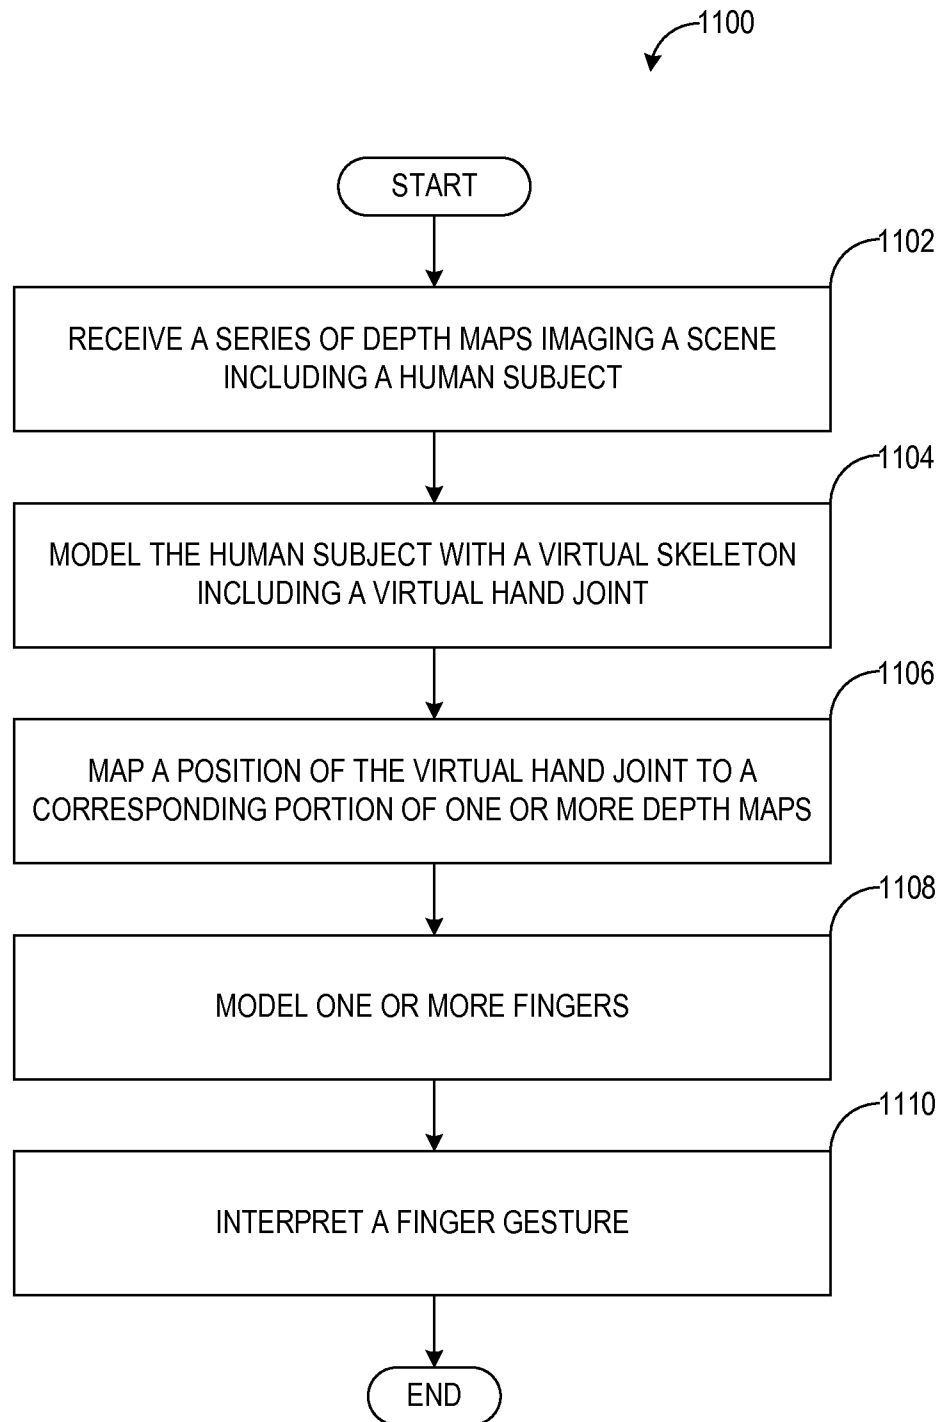 1100
START
1102
RECEIVE A SERIES OF DEPTH MAPS IMAGING A SCENE
INCLUDING A HUMAN SUBJECT
1104
MODEL THE HUMAN SUBJECT WITH A VIRTUAL SKELETON
INCLUDING A VIRTUAL HAND JOINT
1106
MAP A POSITION OF THE VIRTUAL HAND JOINT TO A
CORRESPONDING PORTION OF ONE OR MORE DEPTH MAPS
1108
MODEL ONE OR MORE FINGERS
1110
INTERPRET A FINGER GESTURE
END